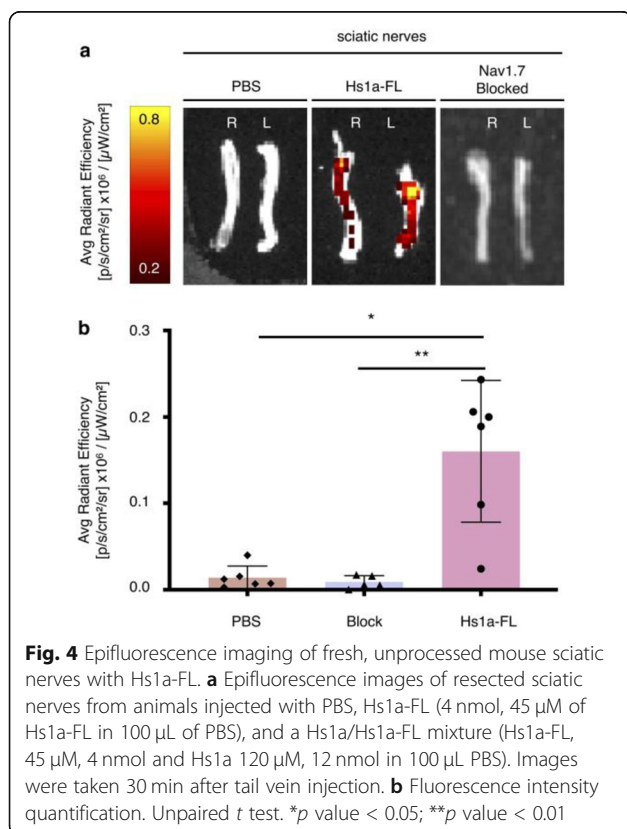 a
sciatic nerves
PBS
Hs1a-FL
Nav1.7
Blocked
Avg Radiant Efficiency
[p/s/cm²/sr] x10⁶ / [µW/cm²]
0.8
0.2
R L
R L
R L
b
Avg Radiant Efficiency
[p/s/cm²/sr] x10⁶ / [µW/cm²]
0.3
0.2
0.1
0.0
*
**
PBS
Block
Hs1a-FL
Fig. 4 Epifluorescence imaging of fresh, unprocessed mouse sciatic
nerves with Hs1a-FL. a Epifluorescence images of resected sciatic
nerves from animals injected with PBS, Hs1a-FL (4 nmol, 45 µM of
Hs1a-FL in 100 µL of PBS), and a Hs1a/Hs1a-FL mixture (Hs1a-FL,
45 µM, 4 nmol and Hs1a 120 µM, 12 nmol in 100 µL PBS). Images
were taken 30 min after tail vein injection. b Fluorescence intensity
quantification. Unpaired t test. *p value < 0.05; **p value < 0.01